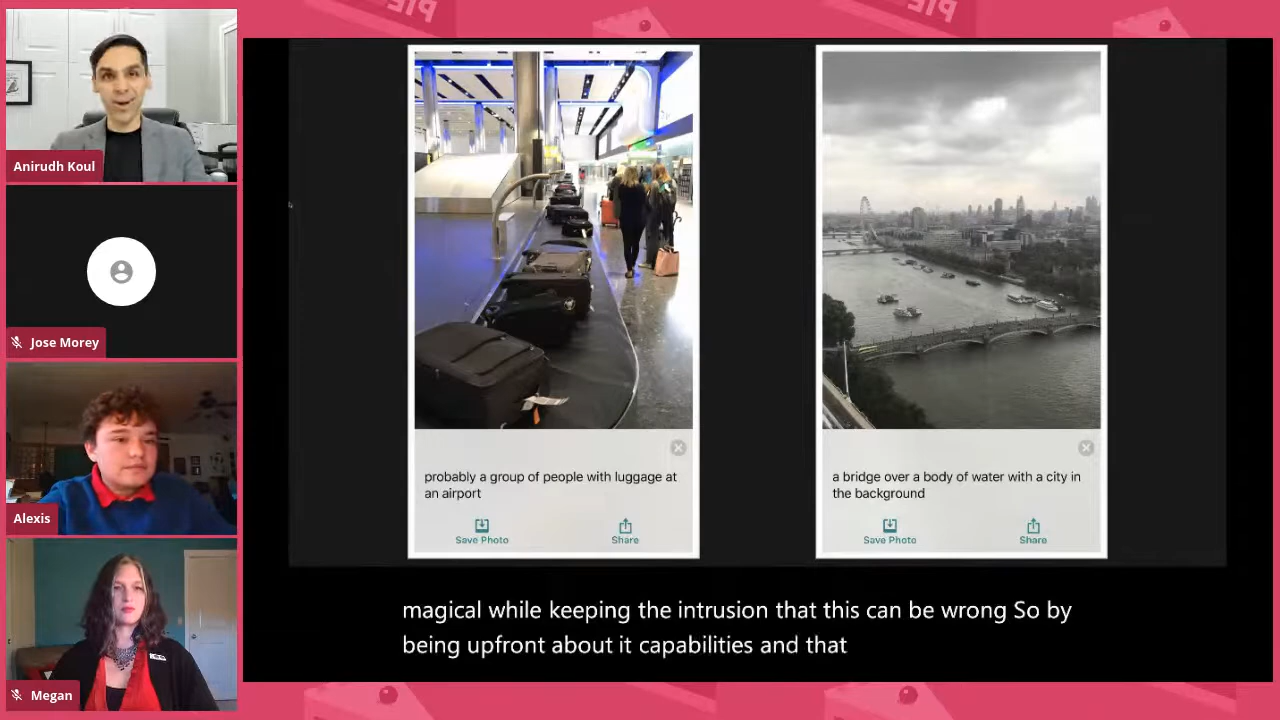 Anirudh Koul
Jose Morey
Alexis
Megan
probably a group of people with luggage at
an airport
Save Photo
Share
a bridge over a body of water with a city in
the background
Save Photo
Share
magical while keeping the intrusion that this can be wrong So by
being upfront about it capabilities and that